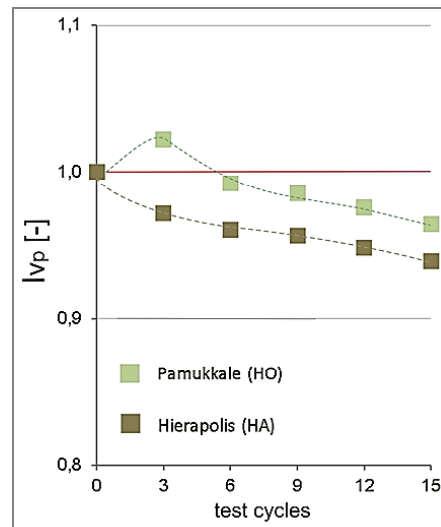 1,1
1,0
0,9
0,8
Ivp [-]
Pamukkale (HO)
Hierapolis (HA)
0 3 6 9 12 15
test cycles